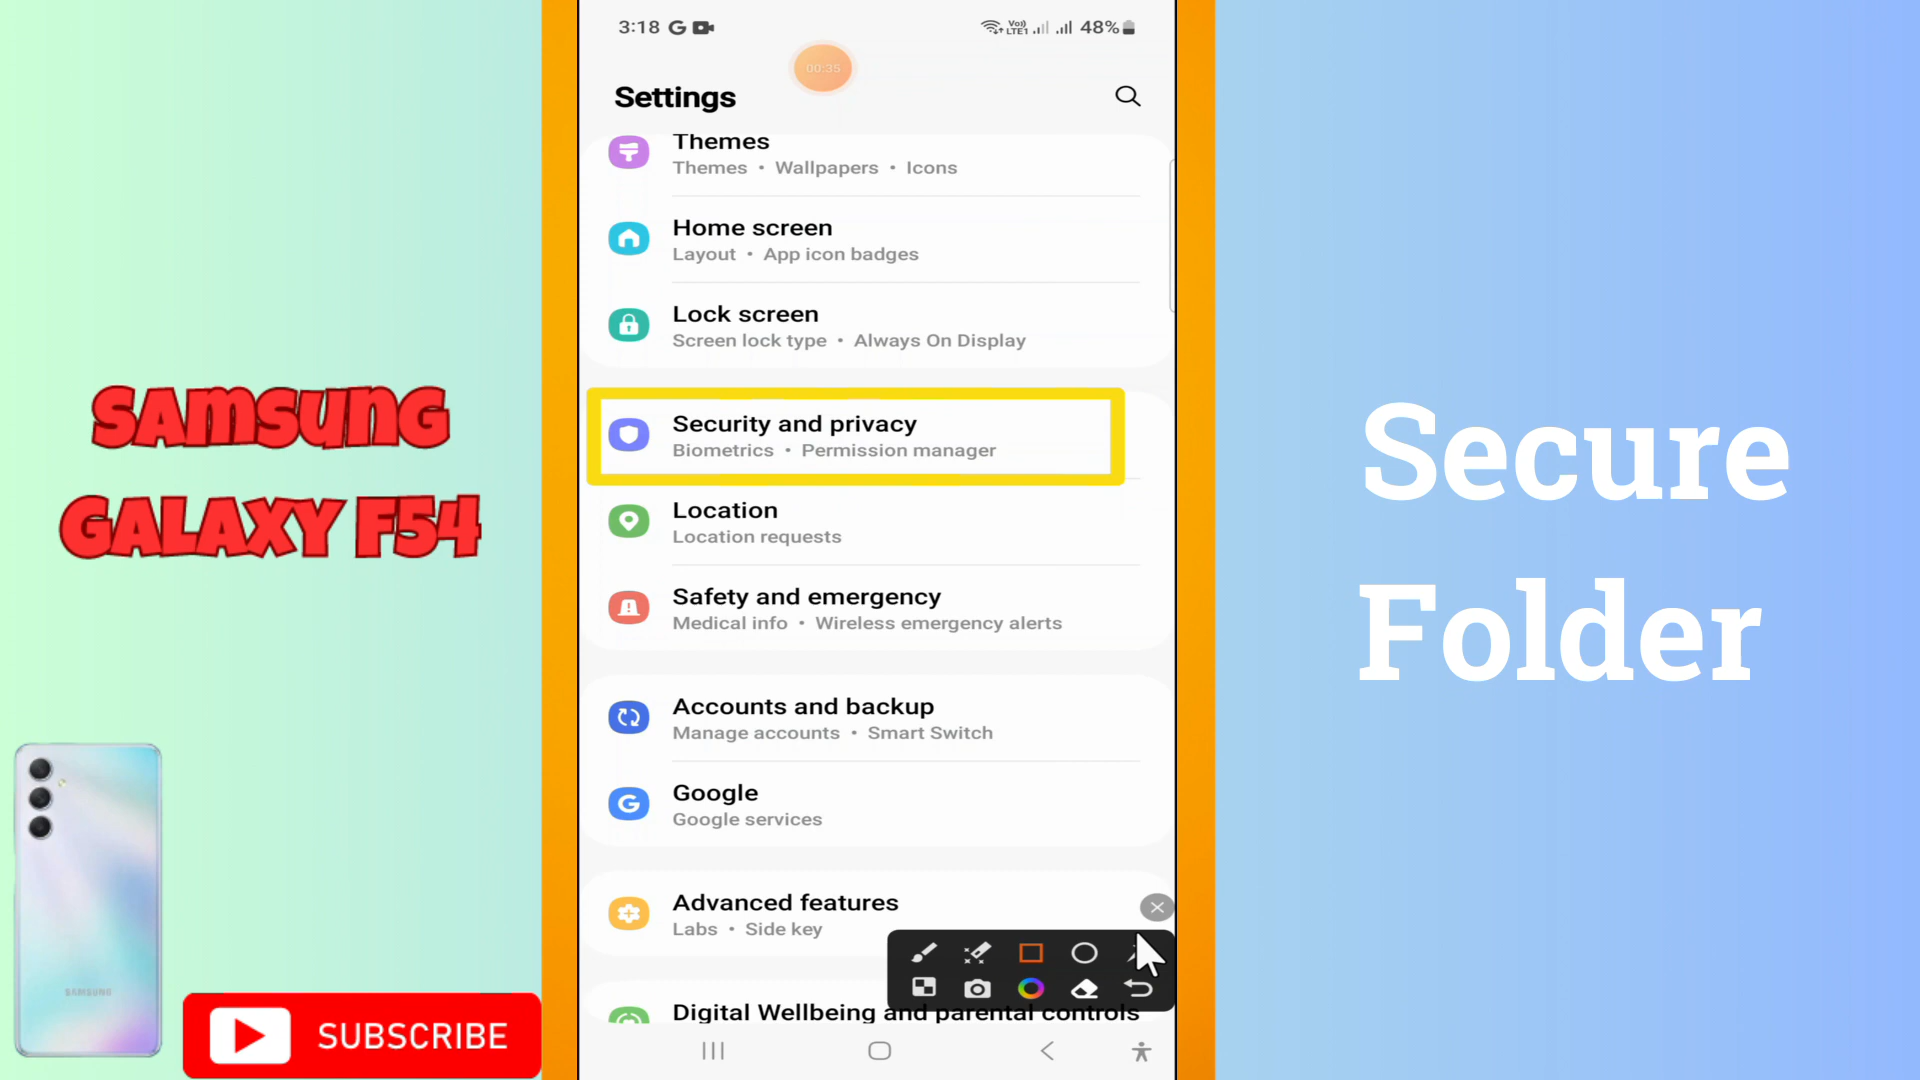 3:18
Vo))
LTE1
48%
00:35
Settings
Themes
Themes • Wallpapers • Icons
Home screen
Layout • App icon badges
Lock screen
Screen lock type • Always On Display
Security and privacy
Biometrics • Permission manager
Location
Location requests
Safety and emergency
Medical info • Wireless emergency alerts
Accounts and backup
Manage accounts • Smart Switch
Google
Google services
Advanced features
Labs • Side key
Digital Wellbeing and parental controls
SAMSUNG
GALAXY F54
SAMSUNG
SUBSCRIBE
Secure
Folder